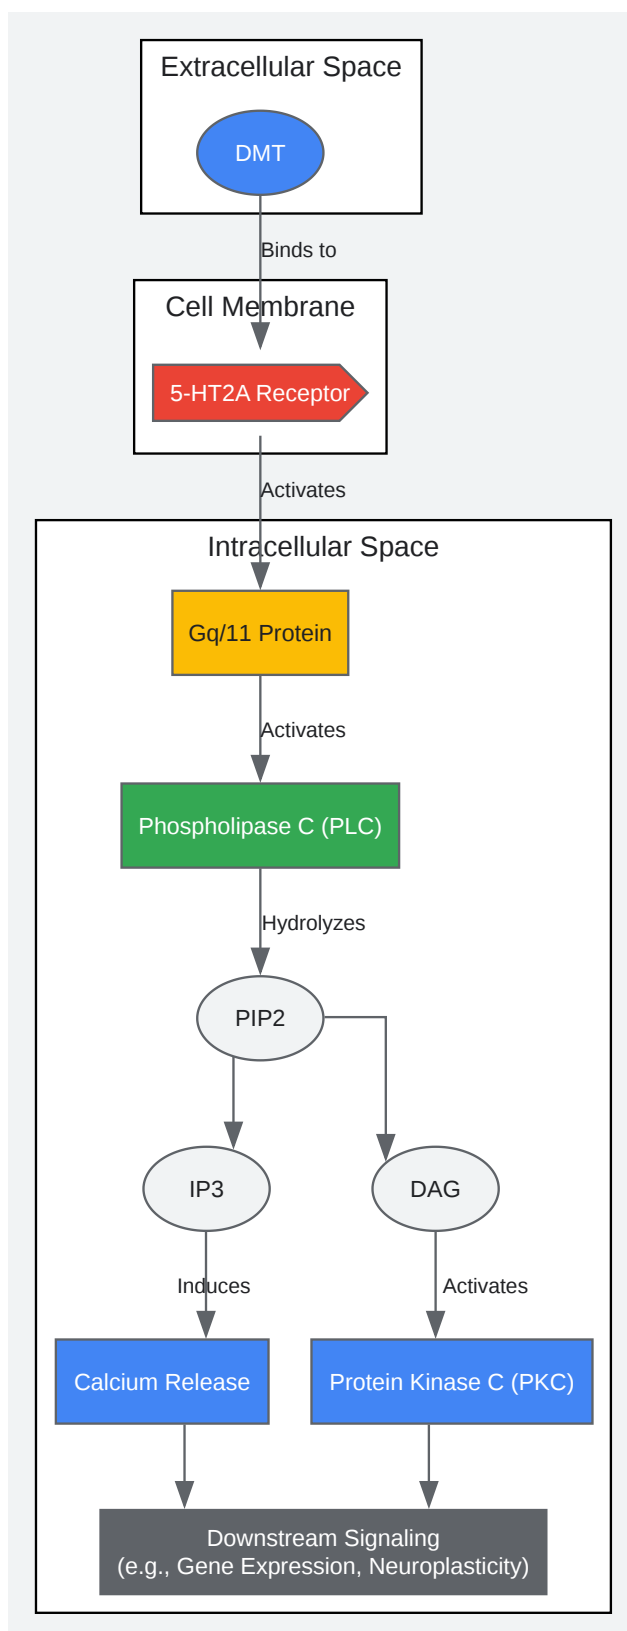 Extracellular Space
DMT
Binds to
Cell Membrane
5-HT2A Receptor
Activates
Intracellular Space
Gq/11 Protein
Activates
Phospholipase C (PLC)
Hydrolyzes
PIP2
IP3
DAG
Induces
Activates
Calcium Release
Protein Kinase C (PKC)
Downstream Signaling
(e.g., Gene Expression, Neuroplasticity)